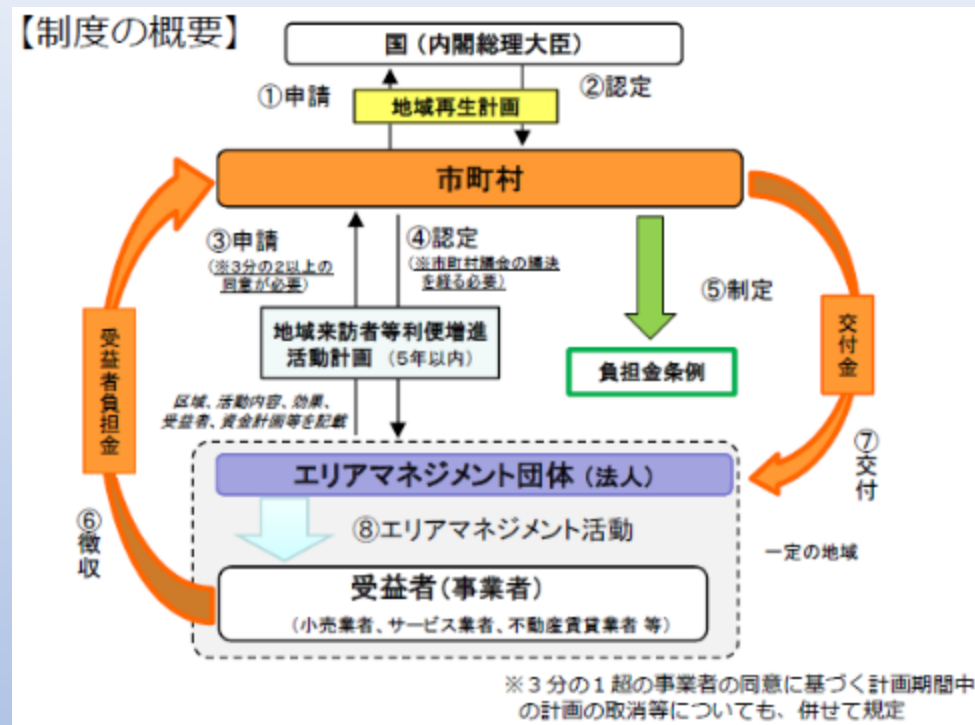 【制度の概要】
国（内閣総理大臣）
①申請
②認定
地域再生計画
市町村
③申請
（※3分の2以上の
同意が必要）
④認定
（※市町村議会の議決
を経る必要）
⑤制定
地域来訪者等利便増進
活動計画（5年以内）
負担金条例
受益者負担金
交付金
区域、活動内容、効果、
受益者、資金計画等を記載
エリアマネジメント団体（法人）
⑦交付
⑥徴収
⑧エリアマネジメント活動
一定の地域
受益者（事業者）
（小売業者、サービス業者、不動産賃貸業者 等）
※３分の１超の事業者の同意に基づく計画期間中
の計画の取消等についても、併せて規定